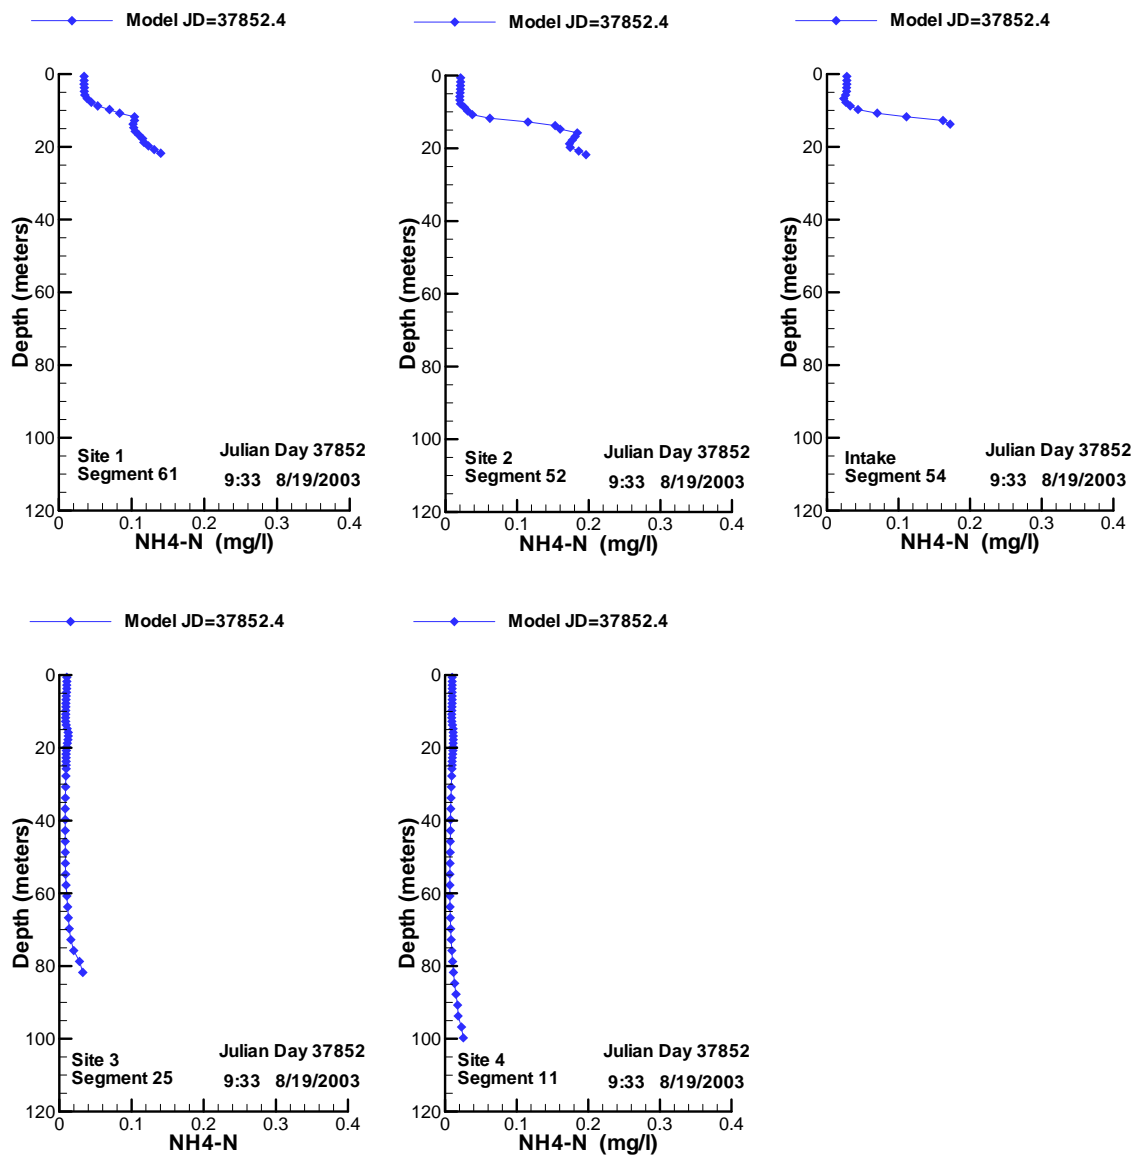 Model JD=37852.4
0
20
40
60
80
100
120
0 0.1 0.2 0.3 0.4
Depth (meters)
NH4-N (mg/l)
Site 1
Segment 61
Julian Day 37852
9:33 8/19/2003
Model JD=37852.4
0
20
40
60
80
100
120
0 0.1 0.2 0.3 0.4
Depth (meters)
NH4-N (mg/l)
Site 2
Segment 52
Julian Day 37852
9:33 8/19/2003
Model JD=37852.4
0
20
40
60
80
100
120
0 0.1 0.2 0.3 0.4
Depth (meters)
NH4-N (mg/l)
Intake
Segment 54
Julian Day 37852
9:33 8/19/2003
Model JD=37852.4
0
20
40
60
80
100
120
0 0.1 0.2 0.3 0.4
Depth (meters)
NH4-N
Site 3
Segment 25
Julian Day 37852
9:33 8/19/2003
Model JD=37852.4
0
20
40
60
80
100
120
0 0.1 0.2 0.3 0.4
Depth (meters)
NH4-N (mg/l)
Site 4
Segment 11
Julian Day 37852
9:33 8/19/2003